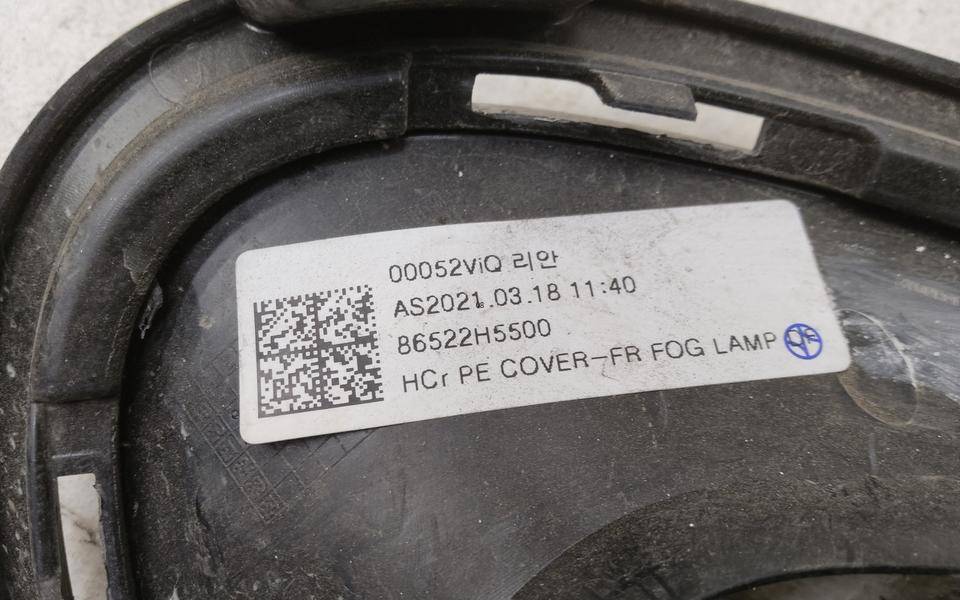 00052ViQ 리안
AS2021.03.18 11:40
86522H5500
HCr PE COVER-FR FOG LAMP